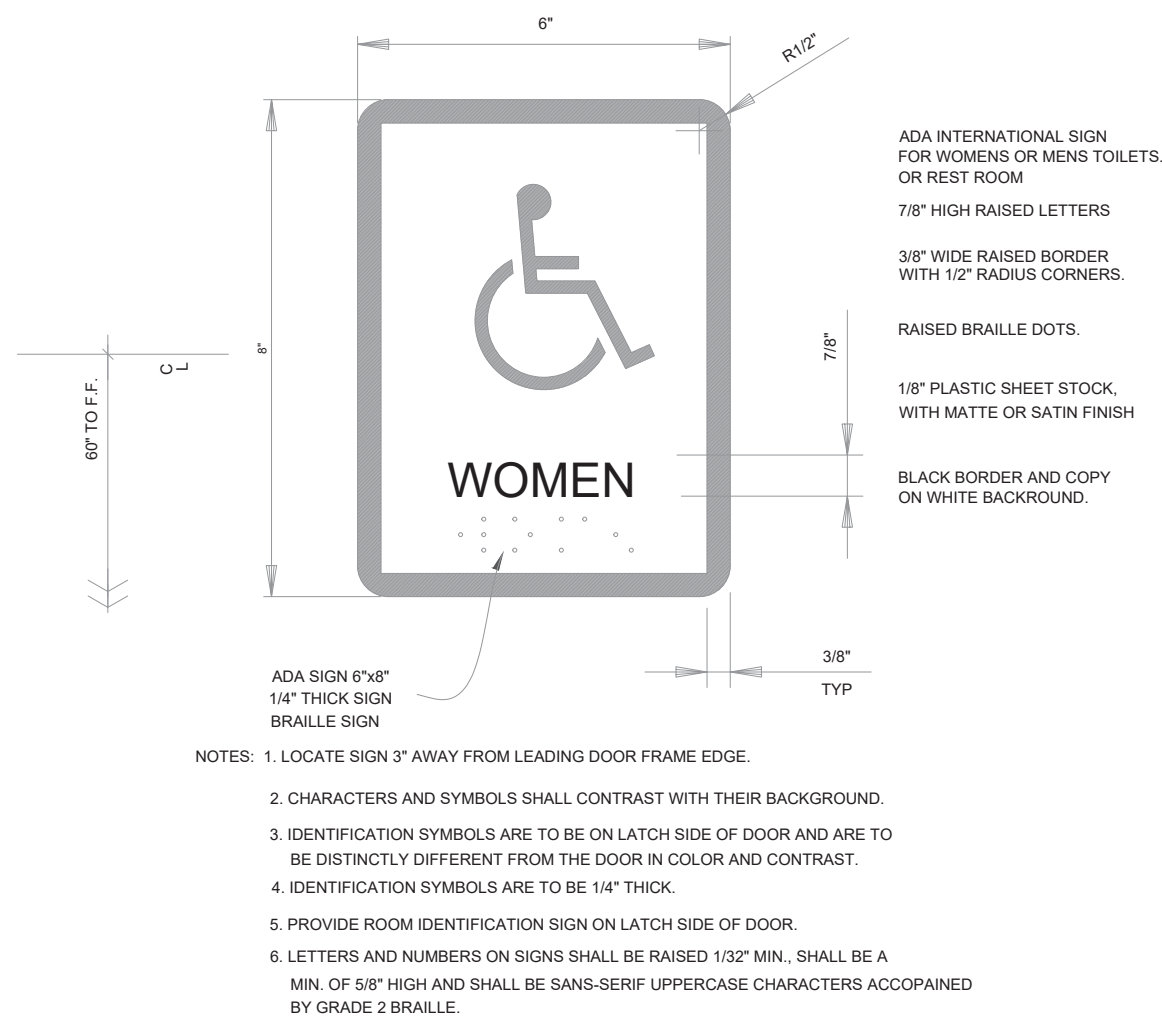 6"
R1/2"
ADA INTERNATIONAL SIGN
FOR WOMENS OR MENS TOILETS.
OR REST ROOM
7/8" HIGH RAISED LETTERS
3/8" WIDE RAISED BORDER
WITH 1/2" RADIUS CORNERS.
RAISED BRAILLE DOTS.
1/8" PLASTIC SHEET STOCK,
WITH MATTE OR SATIN FINISH
BLACK BORDER AND COPY
ON WHITE BACKROUND.
8"
7/8"
C
L
60" TO F.F.
WOMEN
3/8"
TYP
ADA SIGN 6"x8"
1/4" THICK SIGN
BRAILLE SIGN
NOTES: 1. LOCATE SIGN 3" AWAY FROM LEADING DOOR FRAME EDGE.
2. CHARACTERS AND SYMBOLS SHALL CONTRAST WITH THEIR BACKGROUND.
3. IDENTIFICATION SYMBOLS ARE TO BE ON LATCH SIDE OF DOOR AND ARE TO
BE DISTINCTLY DIFFERENT FROM THE DOOR IN COLOR AND CONTRAST.
4. IDENTIFICATION SYMBOLS ARE TO BE 1/4" THICK.
5. PROVIDE ROOM IDENTIFICATION SIGN ON LATCH SIDE OF DOOR.
6. LETTERS AND NUMBERS ON SIGNS SHALL BE RAISED 1/32" MIN., SHALL BE A
MIN. OF 5/8" HIGH AND SHALL BE SANS-SERIF UPPERCASE CHARACTERS ACCOPAINED
BY GRADE 2 BRAILLE.